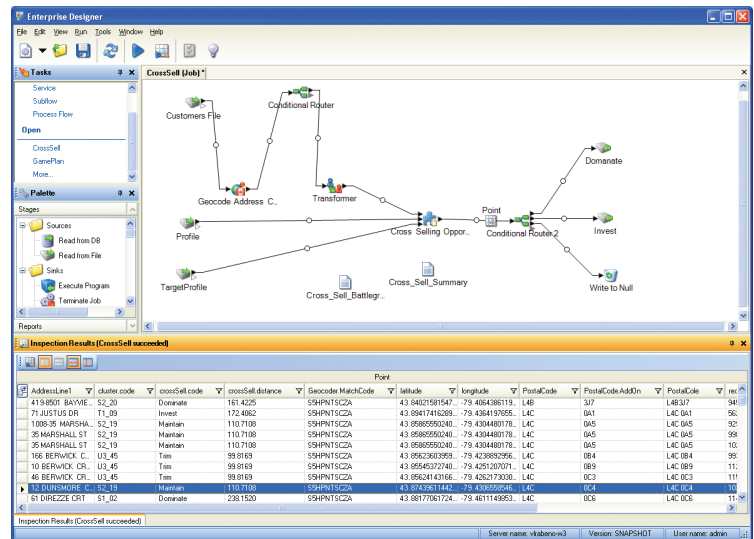 Enterprise Designer
File Edit View Run Tools Window Help
Tasks
Service
Subflow
Process Flow
Open
CrossSell
GamePlan
More...
Palette
Stages
Sources
Read from DB
Read from File
Sinks
Execute Program
Terminate Job
Reports
CrossSell (Job) *
Customers File
Conditional Router
Geocode Address C...
Transformer
Domanate
Profile
Cross Selling Oppor...
Point
Conditional Router 2
Invest
TargetProfile
Cross_Sell_Battlegr...
Cross_Sell_Summary
Write to Null
Inspection Results (CrossSell succeeded)
Point
AddressLine1 cluster.code crossSell.code crossSell.distance Geocoder.MatchCode latitude longitude PostalCode PostalCode.AddOn PostalCole
419-8501 BAYVIE... S2_20 Dominate 161.4225 S5HPNTSCZA 43.84021581547... -79.4064386119... L4B 3J7 L4B3J7
71 JUSTUS DR T1_09 Invest 172.4062 S5HPNTSCZA 43.89417416289... -79.4364197655... L4C 0A1 L4C 0A1
1008-35 MARSHA... S2_19 Maintain 110.7108 S5HPNTSCZA 43.85865550240... -79.4304480178... L4C 0A5 L4C 0A5
35 MARSHALL ST S2_19 Maintain 110.7108 S5HPNTSCZA 43.85865550240... -79.4304480178... L4C 0A5 L4C 0A5
35 MARSHALL ST S2_19 Maintain 110.7108 S5HPNTSCZA 43.85865550240... -79.4304480178... L4C 0A5 L4C 0A5
166 BERWICK C... U3_45 Trim 99.8169 S5HPNTSCZA 43.85623603959... -79.4238892956... L4C 0B4 L4C 0B4
10 BERWICK CR... U3_45 Trim 99.8169 S5HPNTSCZA 43.85545372740... -79.4251207071... L4C 0B9 L4C 0B9
46 BERWICK CR... U3_45 Trim 99.8169 S5HPNTSCZA 43.85624143166... -79.4262173030... L4C 0C3 L4C 0C3
12 DUNSMORE C... S2_19 Maintain 110.7108 S5HPNTSCZA 43.87439611442... -79.4306558546... L4C 0C4 L4C 0C4
61 DIREZZE CRT S1_02 Dominate 238.1520 S5HPNTSCZA 43.88177061724... -79.4611149853... L4C 0C6 L4C 0C6
Inspection Results (CrossSell succeeded)
Server name: vlrabeno-w3 Version: SNAPSHOT User name: admin